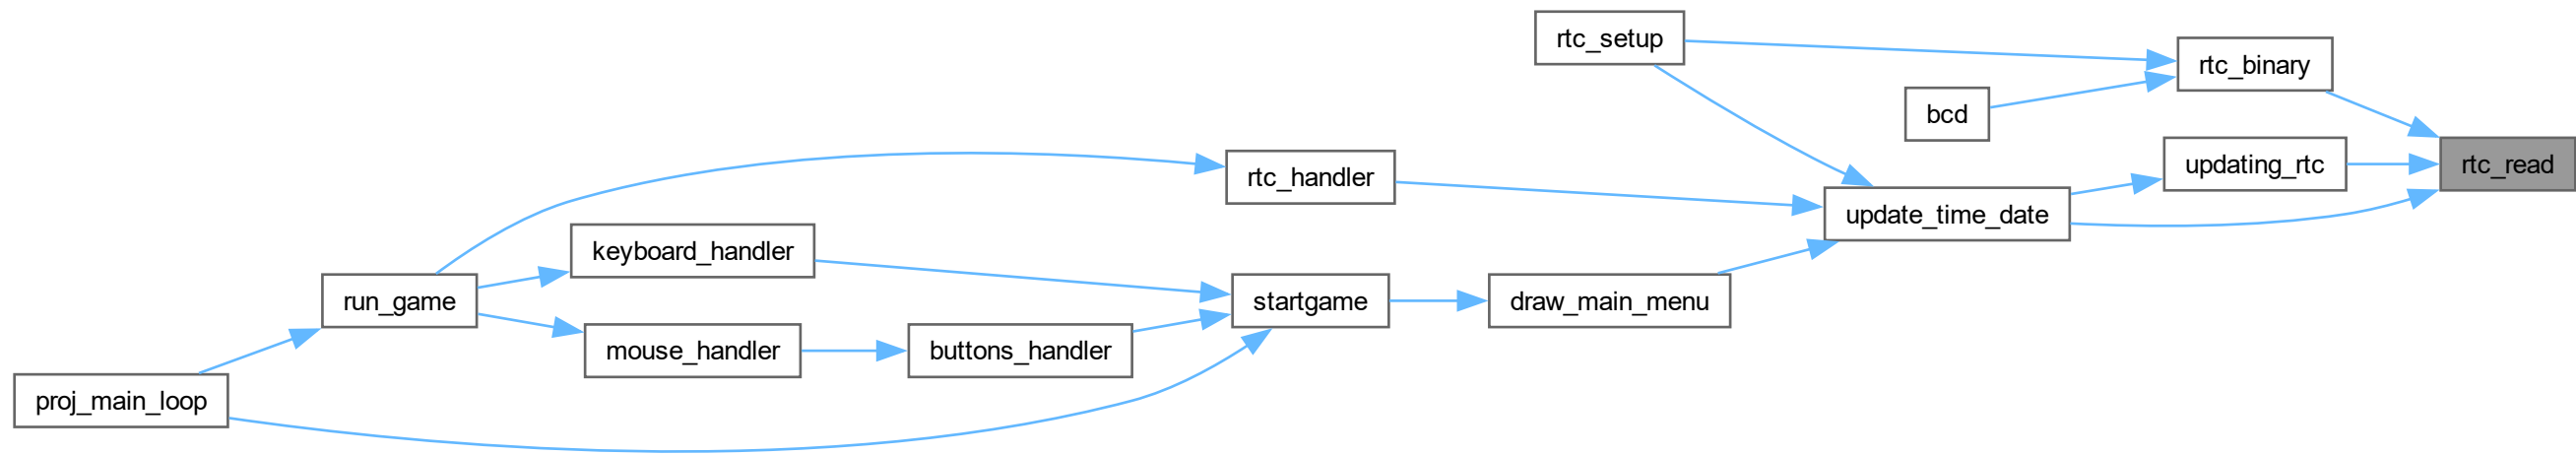 rtc_setup
rtc_binary
bcd
updating_rtc
rtc_read
rtc_handler
update_time_date
keyboard_handler
run_game
startgame
draw_main_menu
mouse_handler
buttons_handler
proj_main_loop